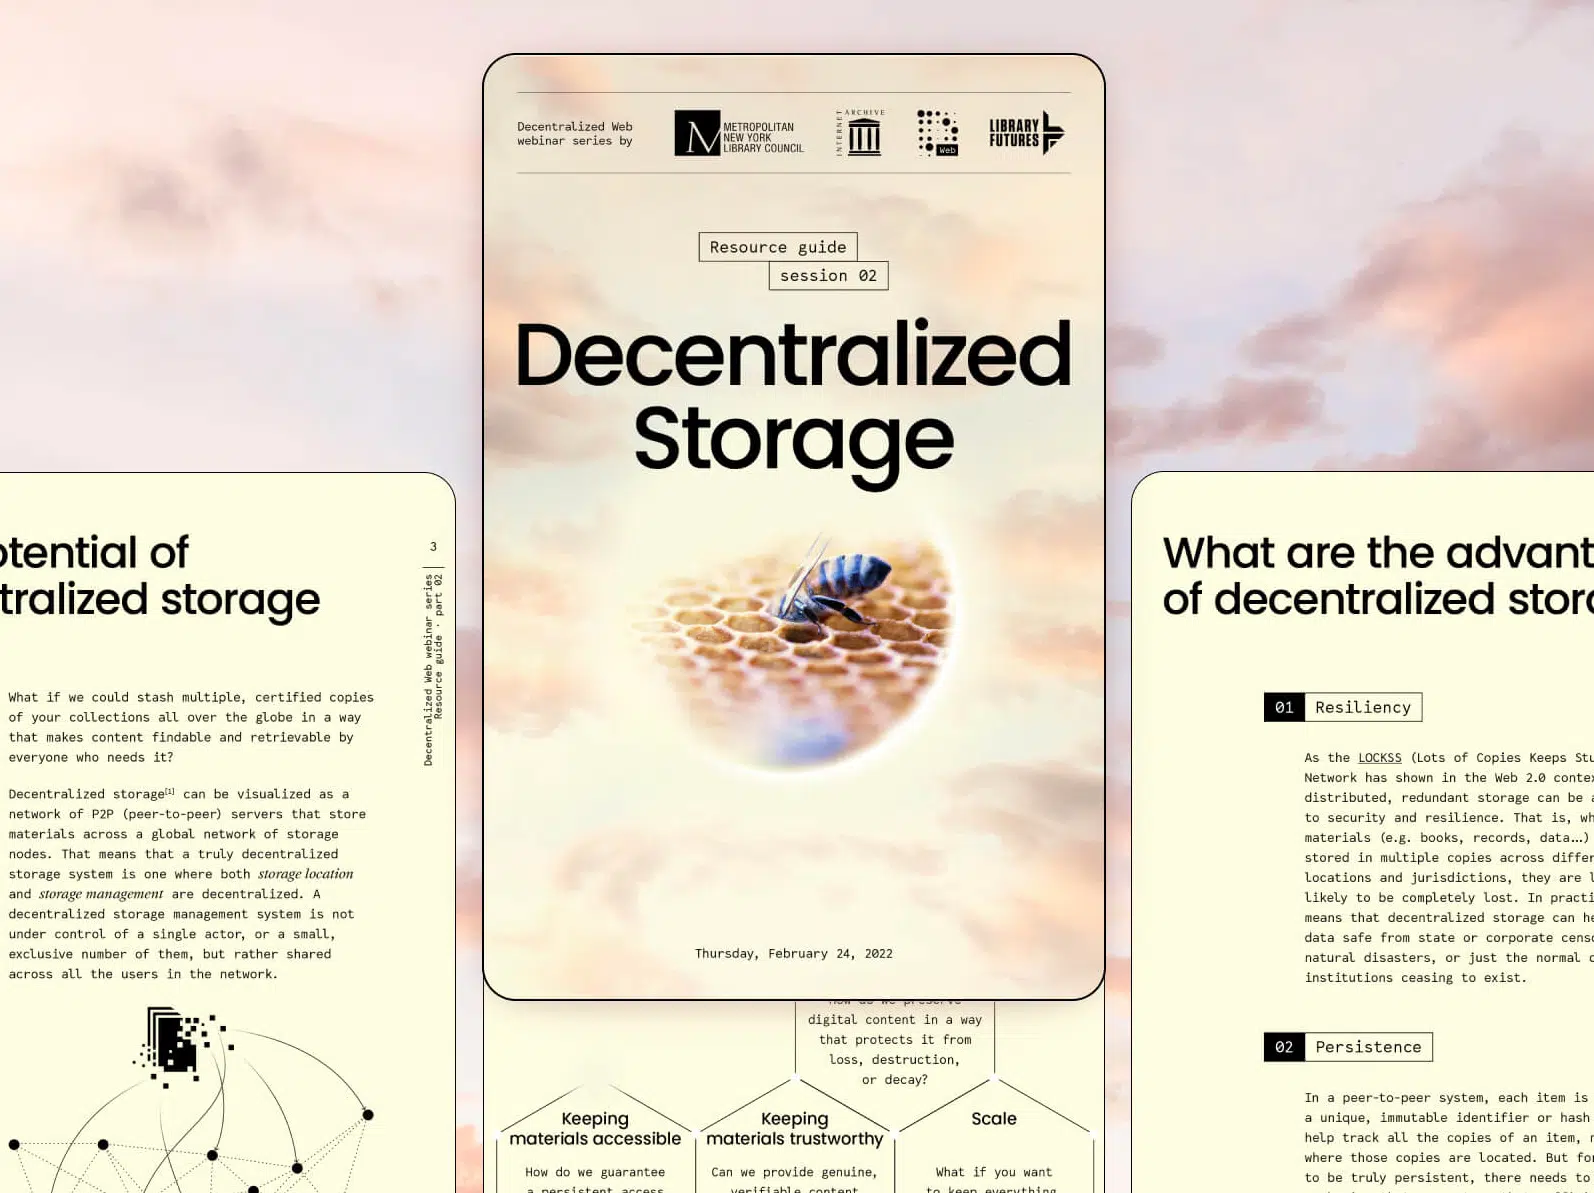 Decentralized Web
webinar series by
METROPOLITAN
NEW YORK
LIBRARY COUNCIL
INTERNET
ARCHIVE
Web
LIBRARY
FUTURES
Resource guide
session 02
Decentralized
Storage
Thursday, February 24, 2022
otential of
tralized storage
3
Decentralized Web webinar series
Resource guide · part 02
What if we could stash multiple, certified copies
of your collections all over the globe in a way
that makes content findable and retrievable by
everyone who needs it?
Decentralized storage[1] can be visualized as a
network of P2P (peer-to-peer) servers that store
materials across a global network of storage
nodes. That means that a truly decentralized
storage system is one where both storage location
and storage management are decentralized. A
decentralized storage management system is not
under control of a single actor, or a small,
exclusive number of them, but rather shared
across all the users in the network.
How do we preserve
digital content in a way
that protects it from
loss, destruction,
or decay?
Keeping
materials accessible
How do we guarantee
a persistent access
Keeping
materials trustworthy
Can we provide genuine,
verifiable content
Scale
What if you want
to keep everything
What are the advant
of decentralized stor
01 Resiliency
As the LOCKSS (Lots of Copies Keeps Stu
Network has shown in the Web 2.0 contex
distributed, redundant storage can be a
to security and resilience. That is, wh
materials (e.g. books, records, data…)
stored in multiple copies across differ
locations and jurisdictions, they are l
likely to be completely lost. In practi
means that decentralized storage can he
data safe from state or corporate censo
natural disasters, or just the normal o
institutions ceasing to exist.
02 Persistence
In a peer-to-peer system, each item is
a unique, immutable identifier or hash
help track all the copies of an item, n
where those copies are located. But for
to be truly persistent, there needs to